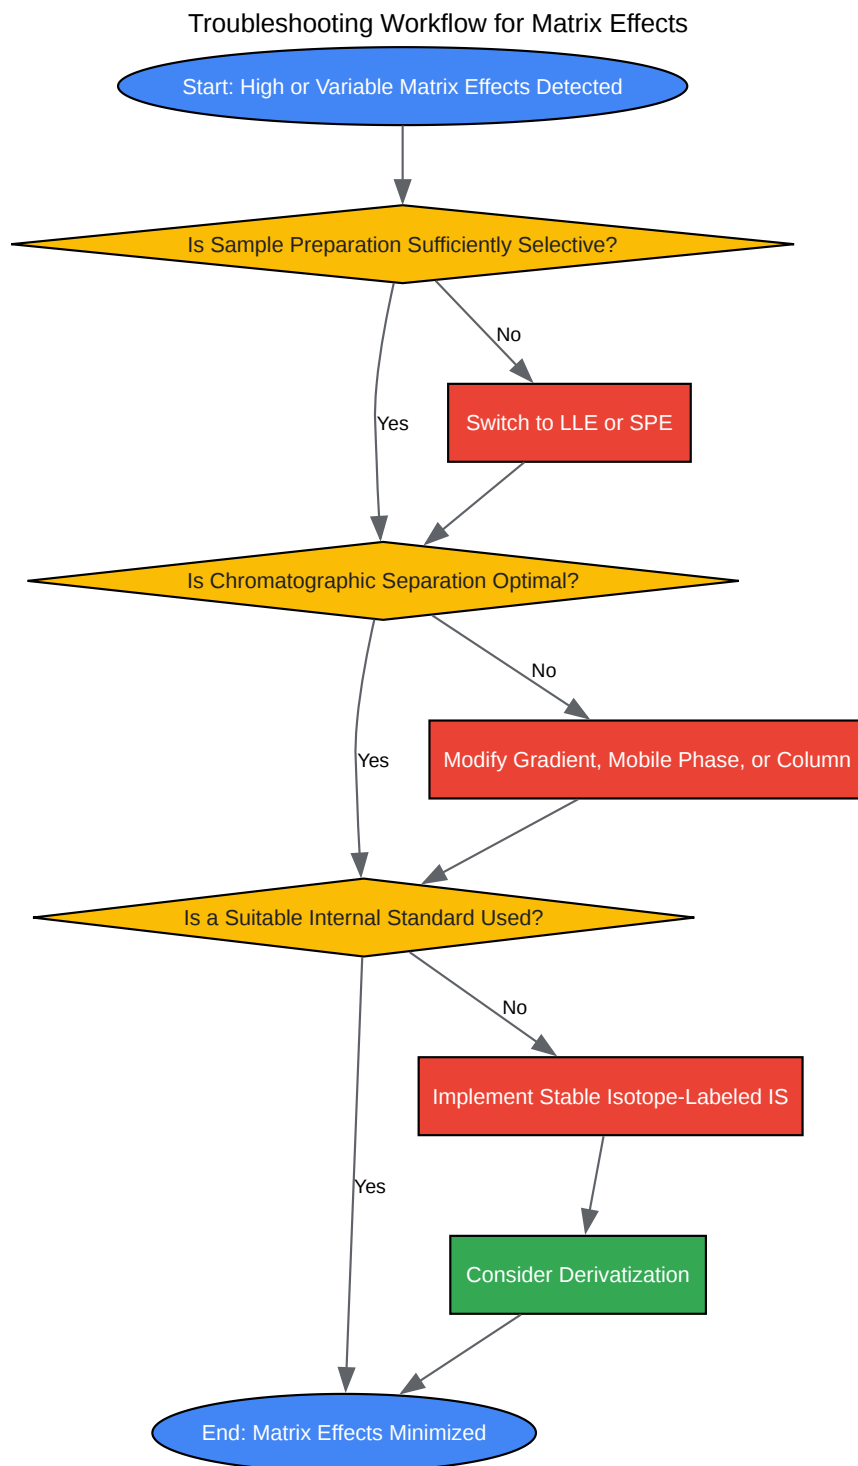 Troubleshooting Workflow for Matrix Effects
Start: High or Variable Matrix Effects Detected
Is Sample Preparation Sufficiently Selective?
No
Switch to LLE or SPE
Yes
Is Chromatographic Separation Optimal?
No
Modify Gradient, Mobile Phase, or Column
Yes
Is a Suitable Internal Standard Used?
No
Implement Stable Isotope-Labeled IS
Yes
Consider Derivatization
End: Matrix Effects Minimized